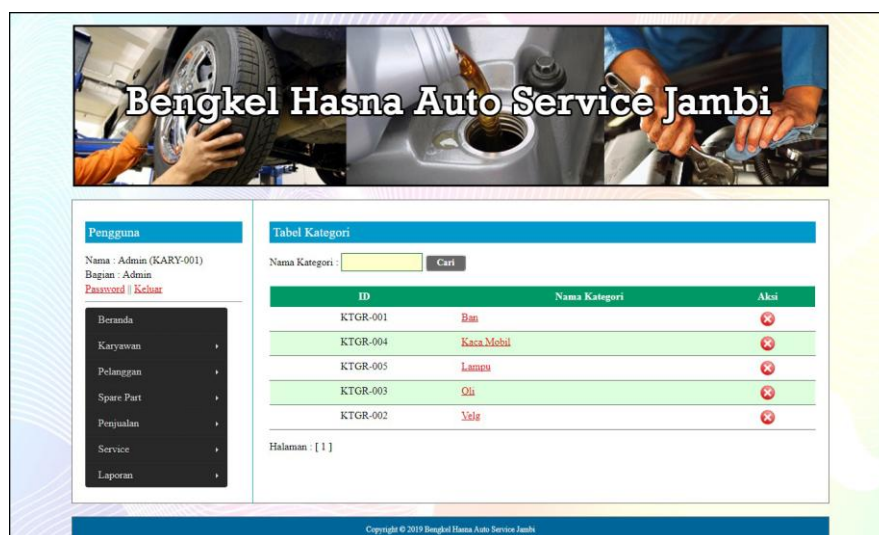 Bengkel Hasna Auto Service Jambi
Pengguna
Nama : Admin (KARY-001)
Bagian : Admin
Password || Keluar
Beranda
Karyawan
Pelanggan
Spare Part
Penjualan
Service
Laporan
Tabel Kategori
Nama Kategori : Cari
ID Nama Kategori Aksi
KTGR-001 Ban
KTGR-004 Kaca Mobil
KTGR-005 Lampu
KTGR-003 Oli
KTGR-002 Velg
Halaman : [ 1 ]
Copyright © 2019 Bengkel Hasna Auto Service Jambi